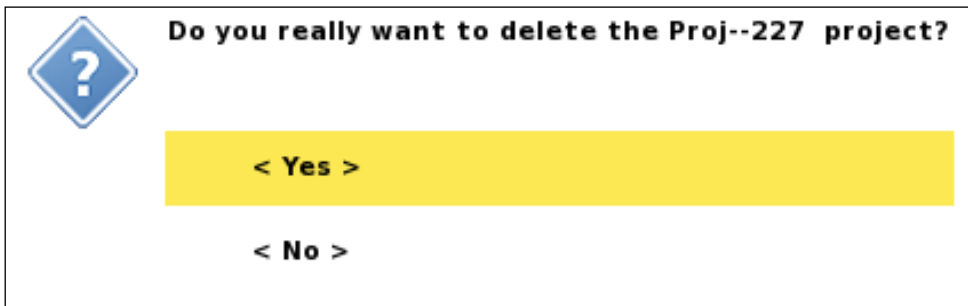 Do you really want to delete the Proj--227  project?
?
< Yes >
< No >